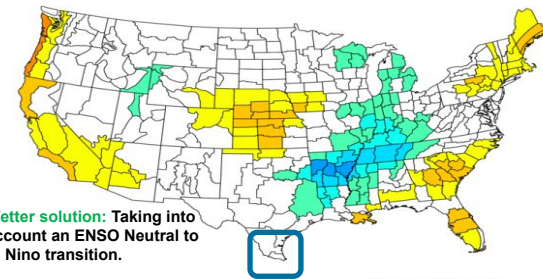 etter solution: Taking into
ccount an ENSO Neutral to
Nino transition.